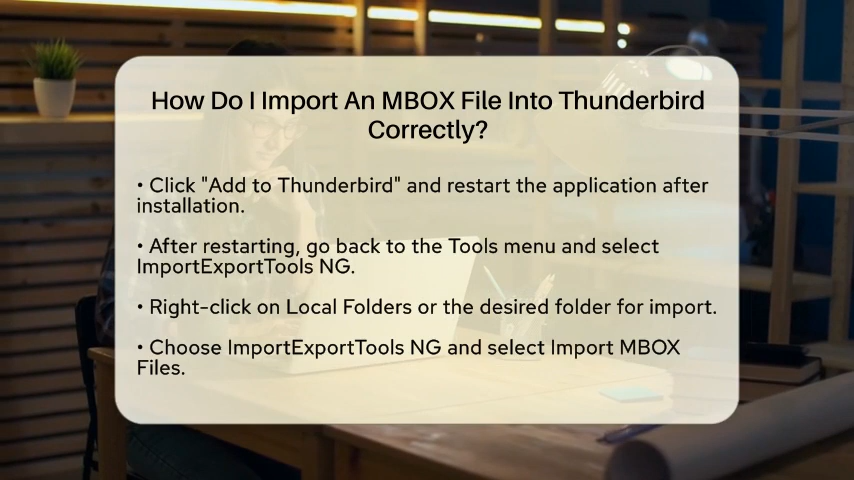 How Do I Import An MBOX File Into Thunderbird
Correctly?
• Click "Add to Thunderbird" and restart the application after
installation.
• After restarting, go back to the Tools menu and select
ImportExportTools NG.
• Right-click on Local Folders or the desired folder for import.
• Choose ImportExportTools NG and select Import MBOX
Files.